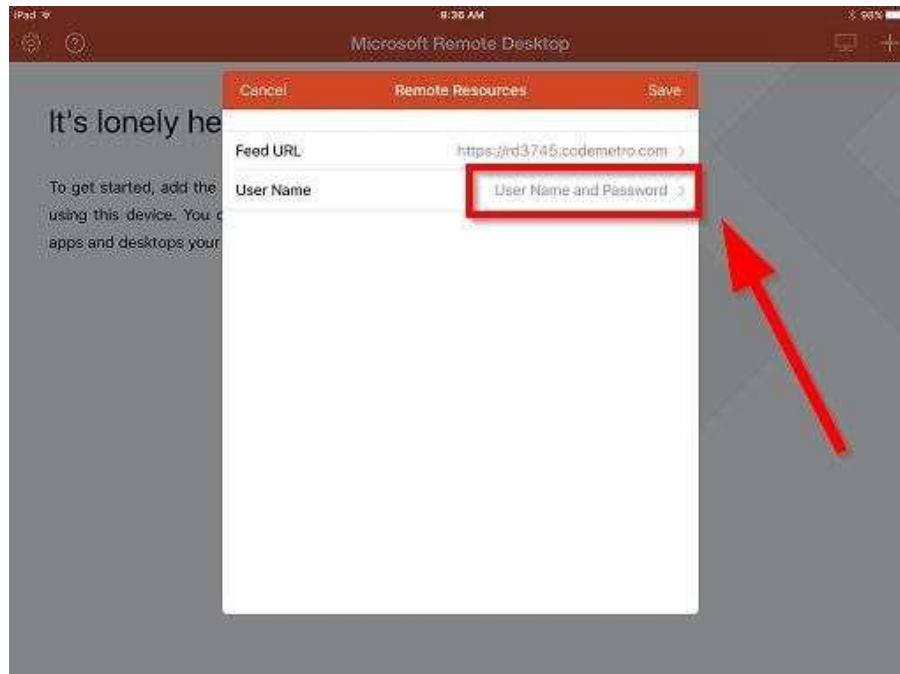 iPad 9:36 AM 98%
Microsoft Remote Desktop
Cancel Remote Resources Save
It's lonely he
Feed URL https://rd3745.codemetro.com
To get started, add the
User Name User Name and Password
using this device. You c
apps and desktops your